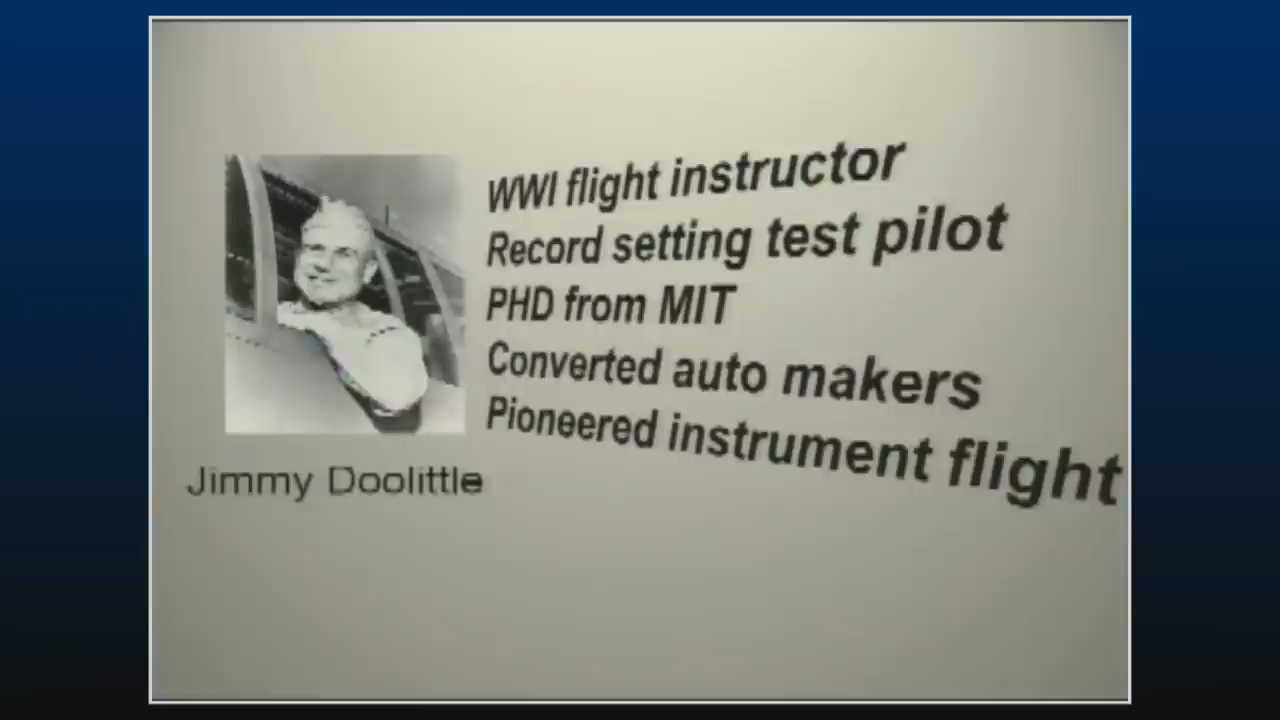 WWI flight instructor
Record setting test pilot
PHD from MIT
Converted auto makers
Pioneered instrument flight
Jimmy Doolittle